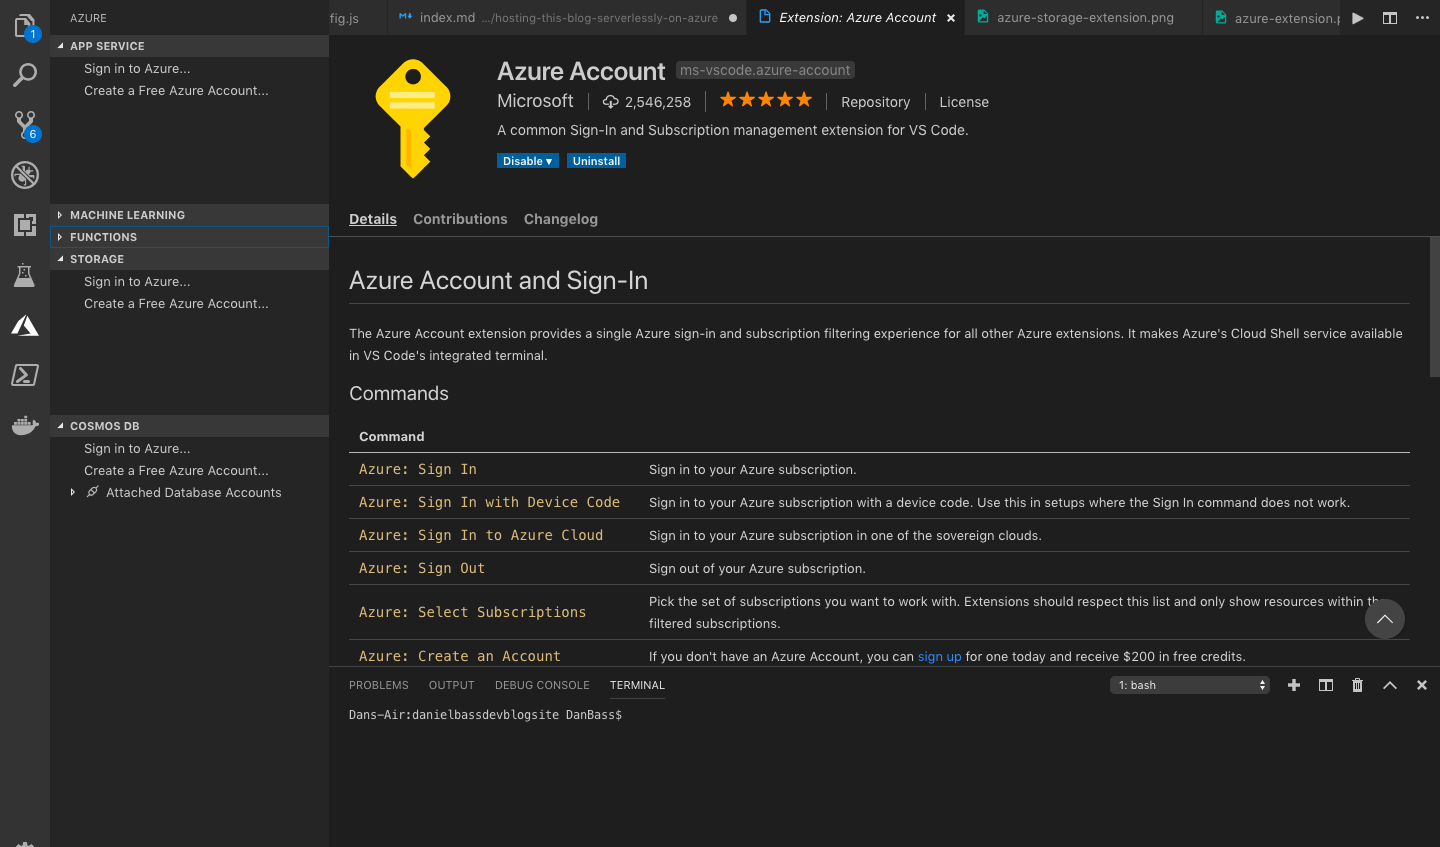 1
6
AZURE
APP SERVICE
Sign in to Azure...
Create a Free Azure Account...
MACHINE LEARNING
FUNCTIONS
STORAGE
Sign in to Azure...
Create a Free Azure Account...
COSMOS DB
Sign in to Azure...
Create a Free Azure Account...
Attached Database Accounts
fig.js index.md .../hosting-this-blog-serverlessly-on-azure Extension: Azure Account azure-storage-extension.png azure-extension.p
Azure Account ms-vscode.azure-account
Microsoft 2,546,258 Repository License
A common Sign-In and Subscription management extension for VS Code.
Disable Uninstall
Details Contributions Changelog
Azure Account and Sign-In
The Azure Account extension provides a single Azure sign-in and subscription filtering experience for all other Azure extensions. It makes Azure's Cloud Shell service available
in VS Code's integrated terminal.
Commands
Command
Azure: Sign In Sign in to your Azure subscription.
Azure: Sign In with Device Code Sign in to your Azure subscription with a device code. Use this in setups where the Sign In command does not work.
Azure: Sign In to Azure Cloud Sign in to your Azure subscription in one of the sovereign clouds.
Azure: Sign Out Sign out of your Azure subscription.
Azure: Select Subscriptions Pick the set of subscriptions you want to work with. Extensions should respect this list and only show resources within the
filtered subscriptions.
Azure: Create an Account If you don't have an Azure Account, you can sign up for one today and receive $200 in free credits.
PROBLEMS OUTPUT DEBUG CONSOLE TERMINAL 1: bash
Dans-Air:danielbassdevblogsite DanBass$